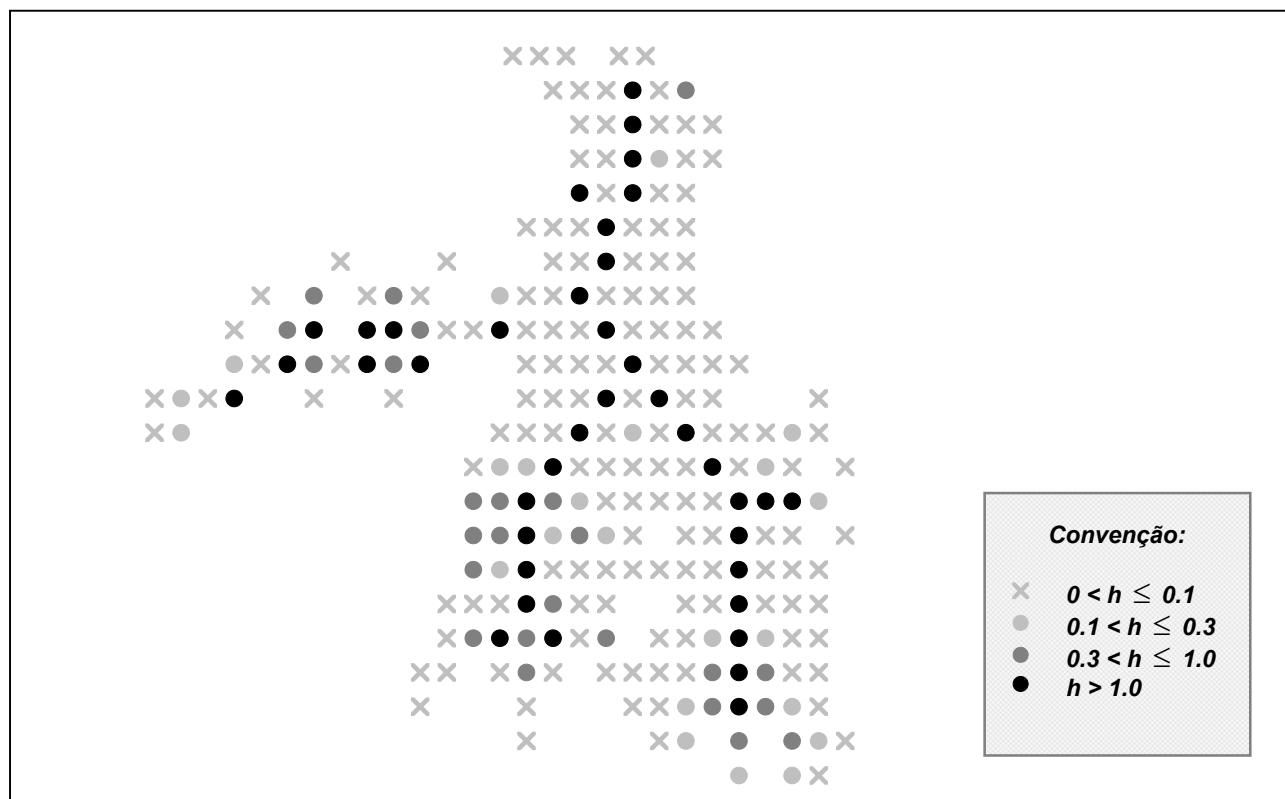 Convenção:
0 < h ≤ 0.1
0.1 < h ≤ 0.3
0.3 < h ≤ 1.0
h > 1.0